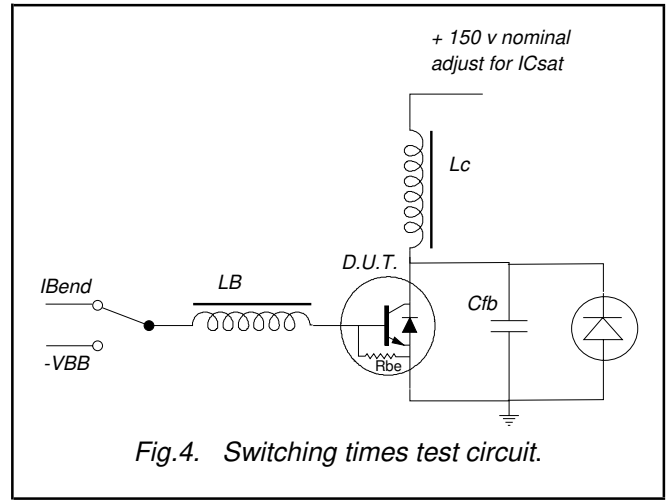 + 150 v nominal
adjust for ICsat
Lc
D.U.T.
IBend
LB
Cfb
-VBB
Rbe
Fig.4. Switching times test circuit.